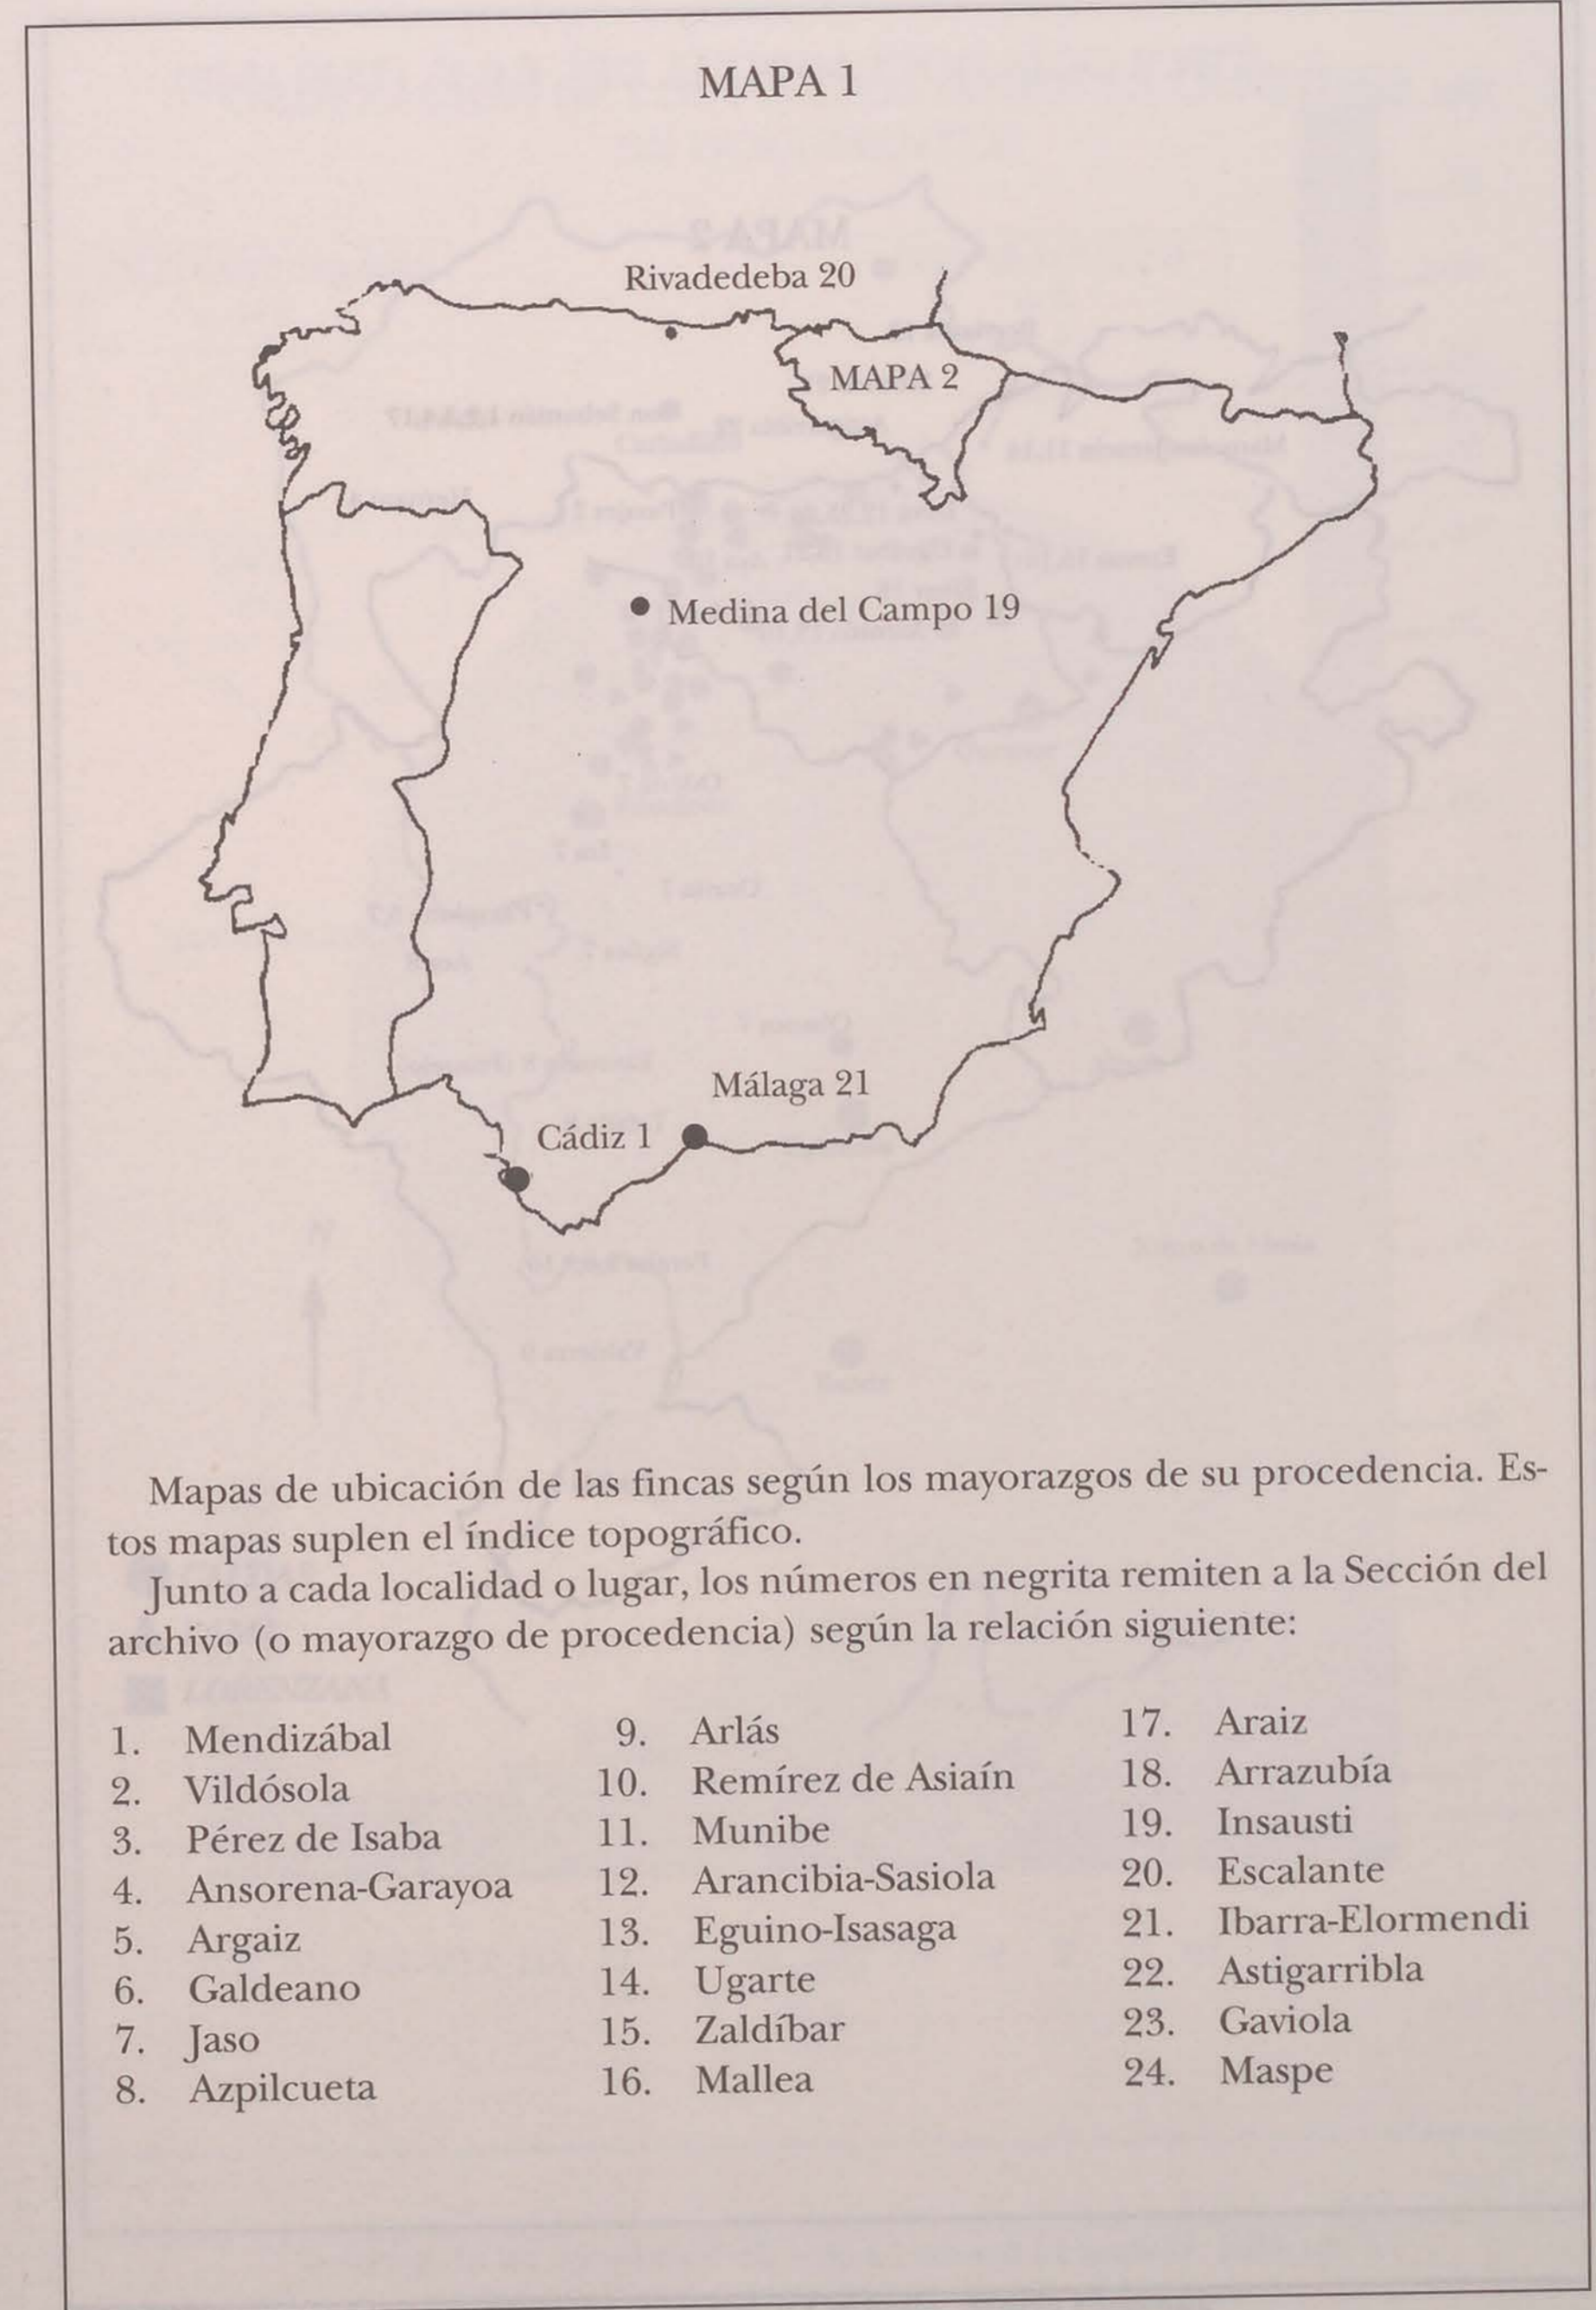 MAPA 1
Rivadedeba 20
MAPA 2
Medina del Campo 19
Málaga 21
Cádiz 1
Mapas de ubicación de las fincas según los mayorazgos de su procedencia. Es-
tos mapas suplen el índice topográfico.
Junto a cada localidad o lugar, los números en negrita remiten a la Sección del
archivo (o mayorazgo de procedencia) según la relación siguiente:
1. Mendizábal
2. Vildósola
3. Pérez de Isaba
4. Ansorena-Garayoa
5. Argaiz
6. Galdeano
7. Jaso
8. Azpilcueta
9. Arlás
10. Remírez de Asiaín
11. Munibe
12. Arancibia-Sasiola
13. Eguino-Isasaga
14. Ugarte
15. Zaldíbar
16. Mallea
17. Araiz
18. Arrazubía
19. Insausti
20. Escalante
21. Ibarra-Elormendi
22. Astigarribla
23. Gaviola
24. Maspe